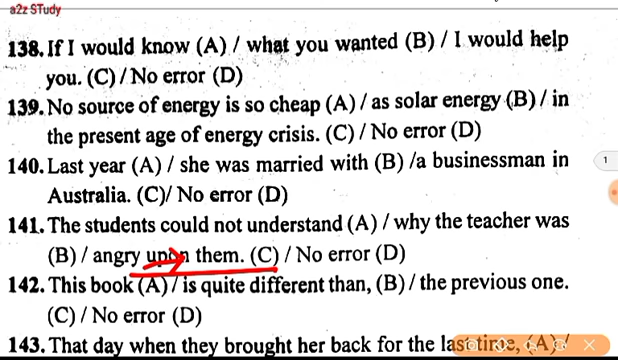 a2z STudy
138. If I would know (A) / what you wanted (B) / I would help
you. (C) / No error (D)
139. No source of energy is so cheap (A) / as solar energy (B) / in
the present age of energy crisis. (C) / No error (D)
140. Last year (A) / she was married with (B) /a businessman in
Australia. (C)/ No error (D)
1
141. The students could not understand (A) / why the teacher was
(B) / angry upon them. (C) / No error (D)
142. This book (A) / is quite different than, (B) / the previous one.
(C) / No error (D)
143. That day when they brought her back for the last time, (A) /